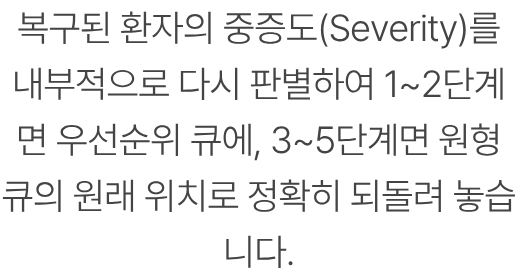 복구된 환자의 중증도(Severity)를
내부적으로 다시 판별하여 1~2단계
면 우선순위 큐에, 3~5단계면 원형
큐의 원래 위치로 정확히 되돌려 놓습
니다.